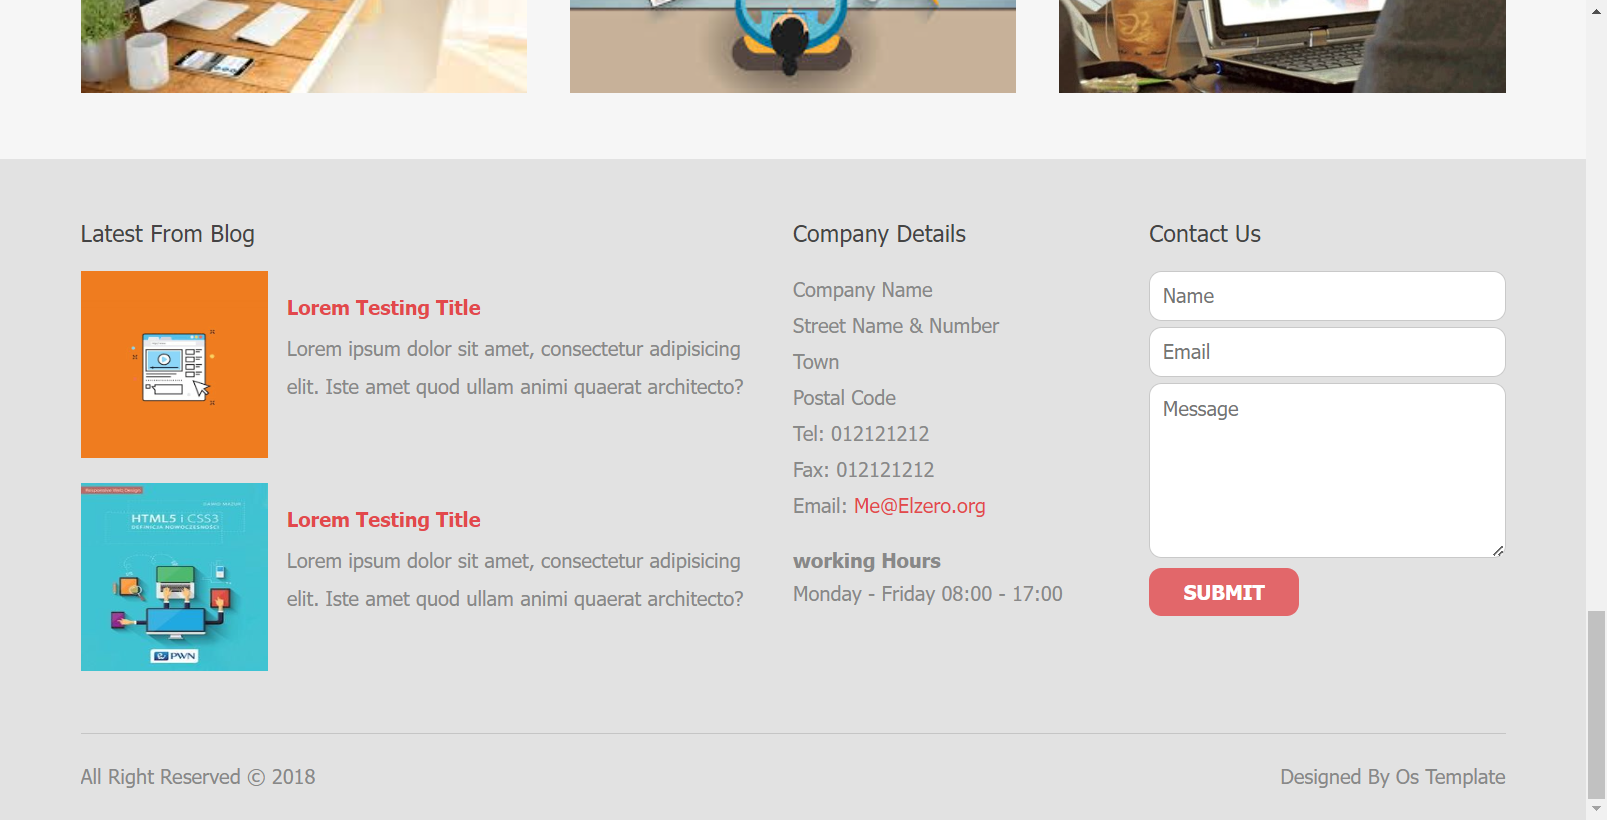 Latest From Blog
Lorem Testing Title
Lorem ipsum dolor sit amet, consectetur adipisicing
elit. Iste amet quod ullam animi quaerat architecto?
HTML5 i CSS3
DEFINICJA NOWOCZESNOŚCI
PWN
Lorem Testing Title
Lorem ipsum dolor sit amet, consectetur adipisicing
elit. Iste amet quod ullam animi quaerat architecto?
Company Details
Company Name
Street Name & Number
Town
Postal Code
Tel: 012121212
Fax: 012121212
Email: Me@Elzero.org
working Hours
Monday - Friday 08:00 - 17:00
Contact Us
Name
Email
Message
SUBMIT
All Right Reserved © 2018
Designed By Os Template